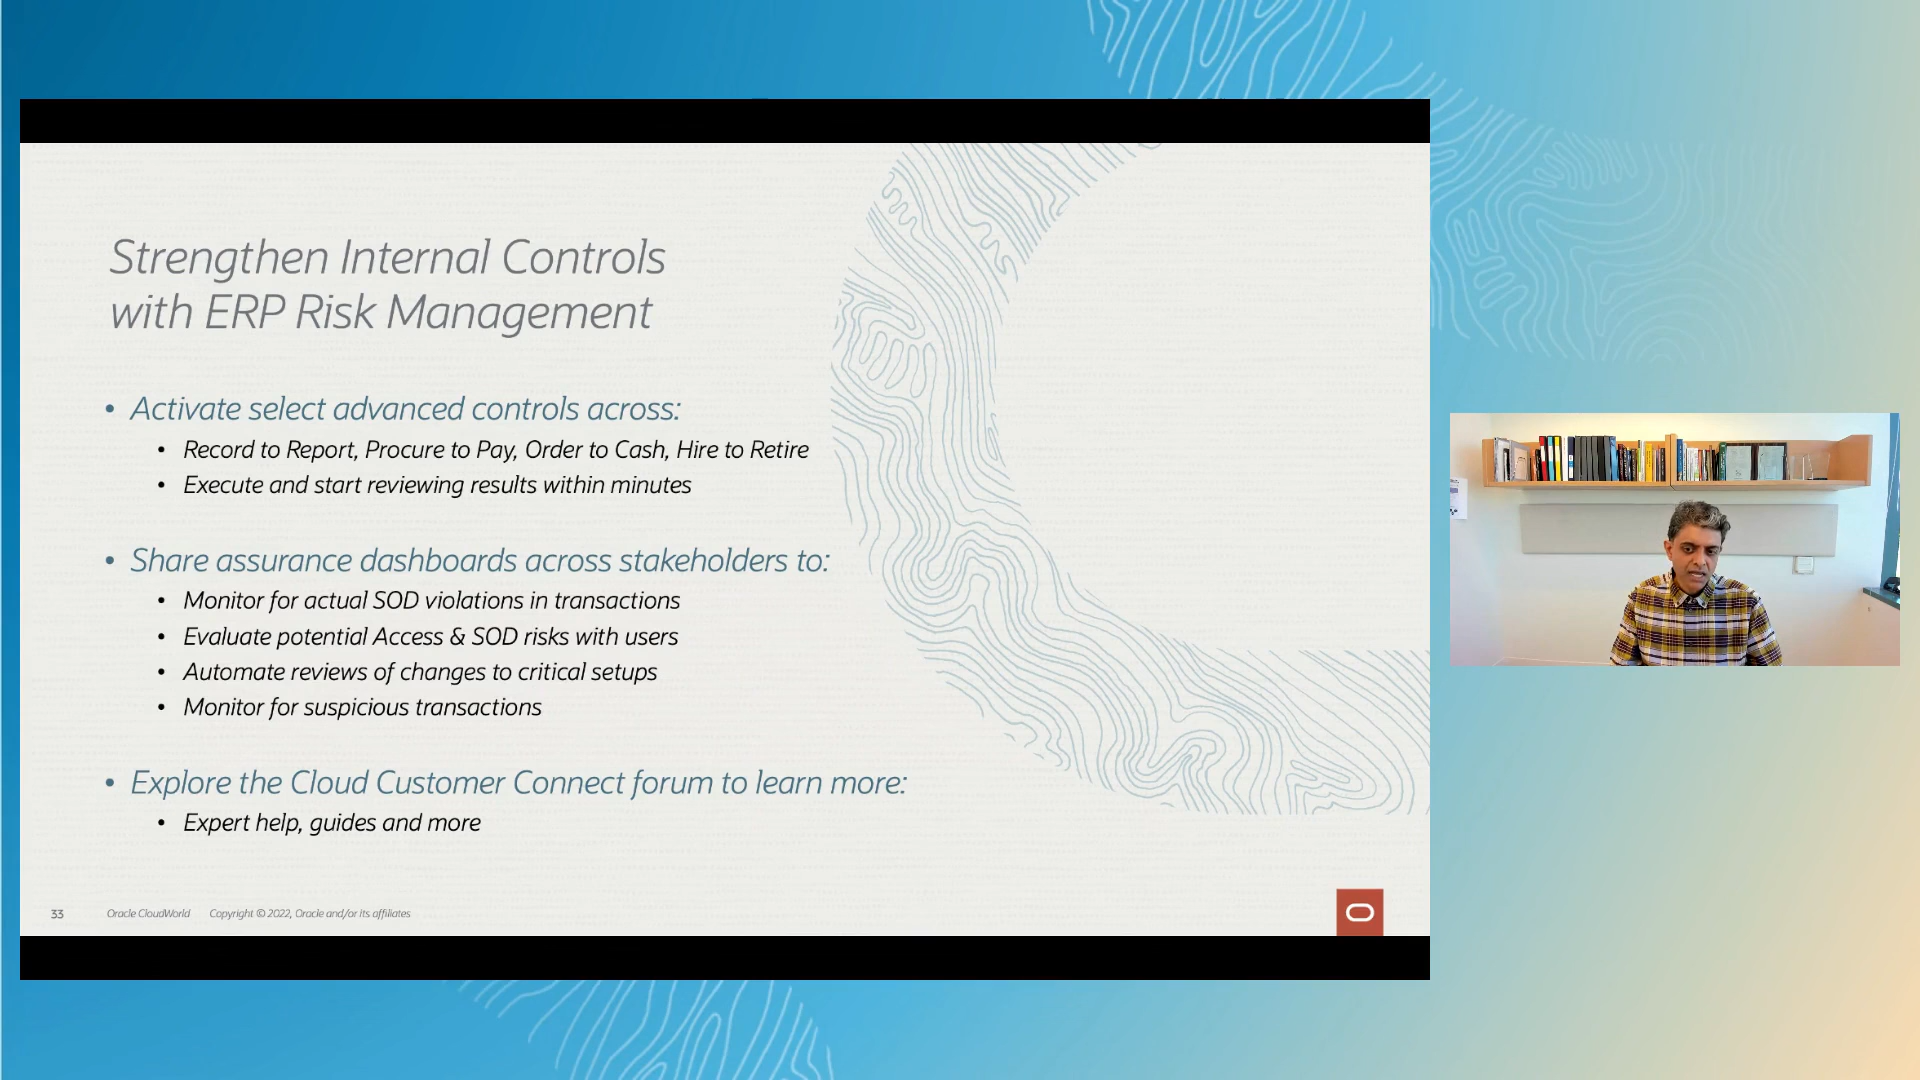 Strengthen Internal Controls
with ERP Risk Management
• Activate select advanced controls across:
• Record to Report, Procure to Pay, Order to Cash, Hire to Retire
• Execute and start reviewing results within minutes
• Share assurance dashboards across stakeholders to:
• Monitor for actual SOD violations in transactions
• Evaluate potential Access & SOD risks with users
• Automate reviews of changes to critical setups
• Monitor for suspicious transactions
• Explore the Cloud Customer Connect forum to learn more:
• Expert help, guides and more
33 Oracle CloudWorld Copyright © 2022, Oracle and/or its affiliates